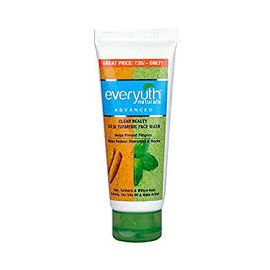 GREAT PRICE: ₹35/- ONLY!
everyuth
naturals
ADVANCED
CLEAR BEAUTY
TULSI TURMERIC FACE WASH
Helps Prevent Pimples
Helps Reduce Blemishes & Marks